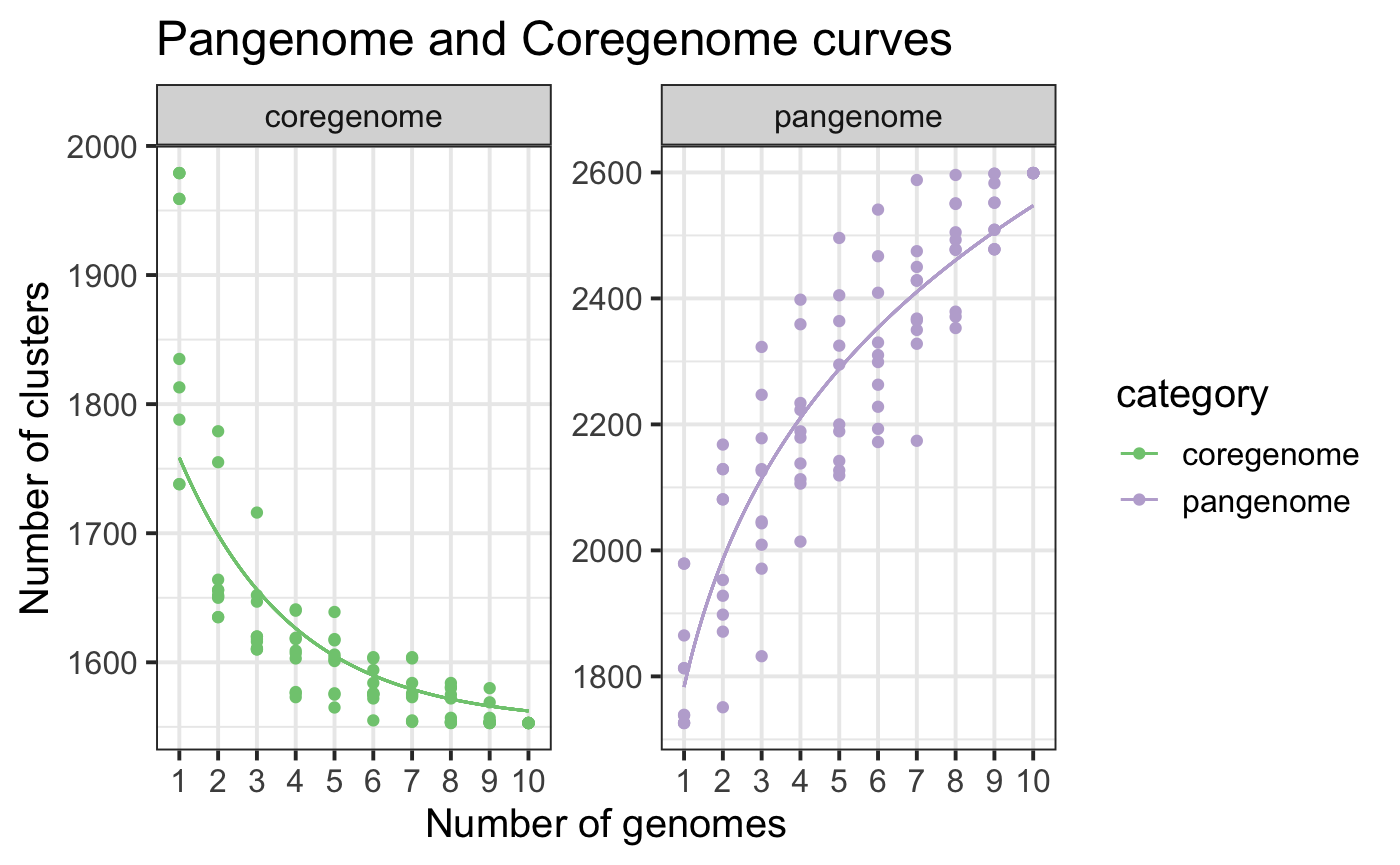 Pangenome and Coregenome curves
coregenome
pangenome
Number of clusters
2000
1900
1800
1700
1600
2600
2400
2200
2000
1800
1 2 3 4 5 6 7 8 9 10
1 2 3 4 5 6 7 8 9 10
Number of genomes
category
coregenome
pangenome